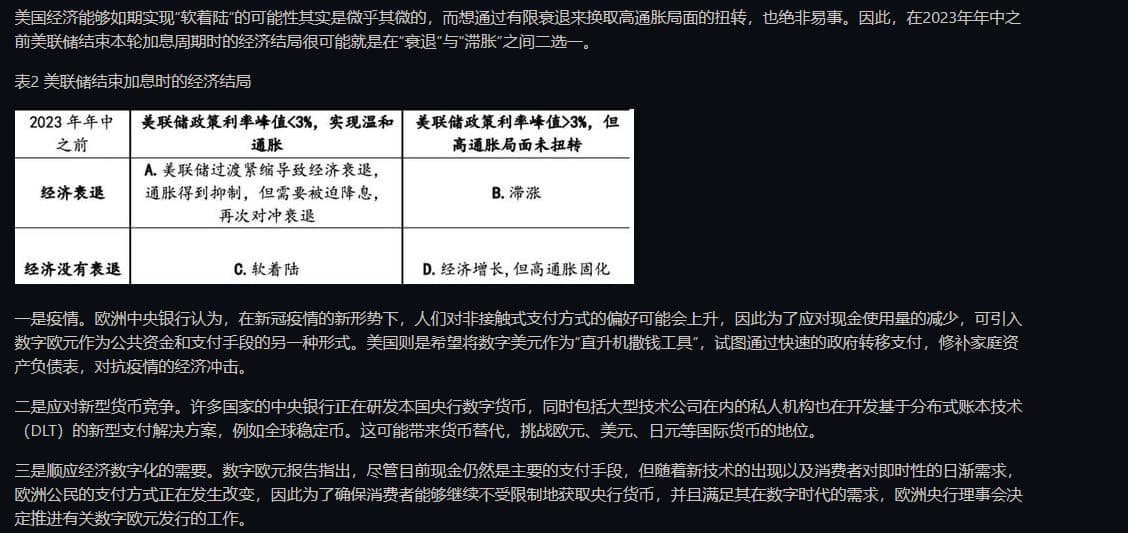 美国经济能够如期实现“软着陆”的可能性其实是微乎其微的，而想通过有限衰退来换取高通胀局面的扭转，也绝非易事。因此，在2023年年中之
前美联储结束本轮加息周期时的经济结局很可能就是在“衰退”与“滞胀”之间二选一。
表2 美联储结束加息时的经济结局
2023年年中
之前
美联储政策利率峰值<3%，实现温和
通胀
美联储政策利率峰值>3%，但
高通胀局面未扭转
经济衰退
A. 美联储过渡紧缩导致经济衰退，
通胀得到抑制，但需要被迫降息，
再次对冲衰退
B. 滞涨
经济没有衰退
C. 软着陆
D. 经济增长，但高通胀固化
一是疫情。欧洲中央银行认为，在新冠疫情的新形势下，人们对非接触式支付方式的偏好可能会上升，因此为了应对现金使用量的减少，可引入
数字欧元作为公共资金和支付手段的另一种形式。美国则是希望将数字美元作为“直升机撒钱工具”，试图通过快速的政府转移支付，修补家庭资
产负债表，对抗疫情的经济冲击。
二是应对新型货币竞争。许多国家的中央银行正在研发本国央行数字货币，同时包括大型技术公司在内的私人机构也在开发基于分布式账本技术
（DLT）的新型支付解决方案，例如全球稳定币。这可能带来货币替代，挑战欧元、美元、日元等国际货币的地位。
三是顺应经济数字化的需要。数字欧元报告指出，尽管目前现金仍然是主要的支付手段，但随着新技术的出现以及消费者对即时性的日渐需求，
欧洲公民的支付方式正在发生改变，因此为了确保消费者能够继续不受限制地获取央行货币，并且满足其在数字时代的需求，欧洲央行理事会决
定推进有关数字欧元发行的工作。